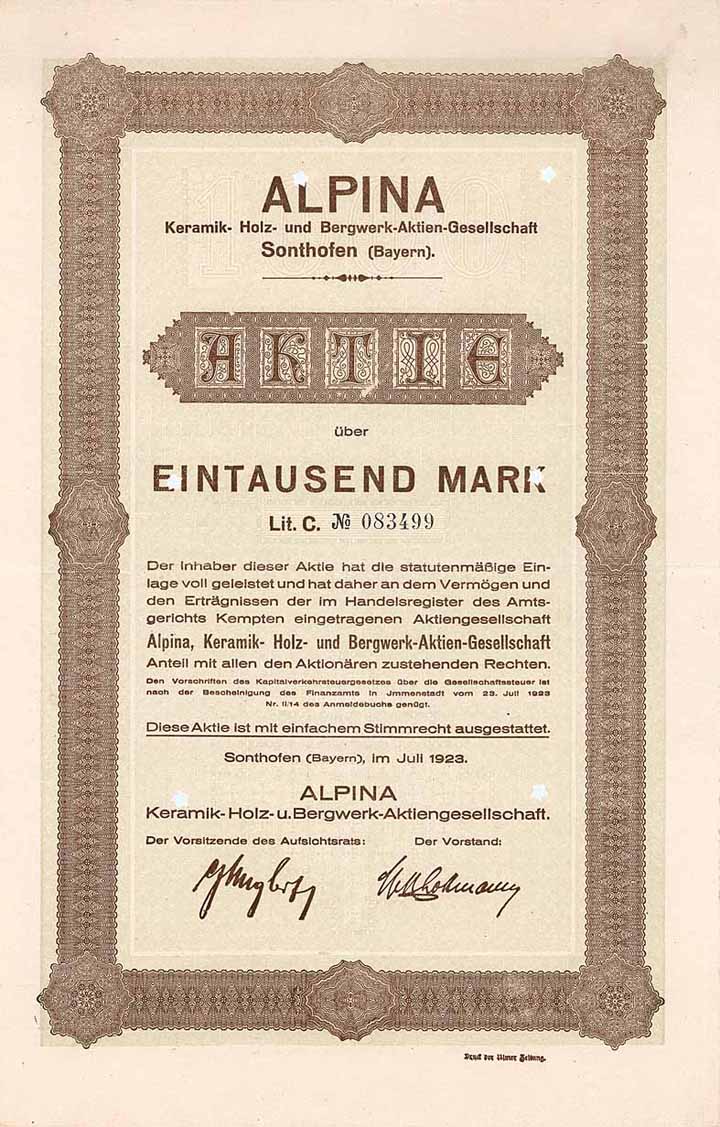 ALPINA
Keramik- Holz- und Bergwerk-Aktien-Gesellschaft
Sonthofen (Bayern).
AKTIE
über
EINTAUSEND MARK
Lit. C. № 083499
Der Inhaber dieser Aktie hat die statutenmäßige Ein-
lage voll geleistet und hat daher an dem Vermögen und
den Erträgnissen der im Handelsregister des Amts-
gerichts Kempten eingetragenen Aktiengesellschaft
Alpina, Keramik- Holz- und Bergwerk-Aktien-Gesellschaft
Anteil mit allen den Aktionären zustehenden Rechten.
Den Vorschriften des Kapitalverkehrsteuergesetzes über die Gesellschaftssteuer ist
nach der Bescheinigung des Finanzamts in Jmmenstadt vom 23. Juli 1923
Nr. II/14 des Anmeldebuchs genügt.
Diese Aktie ist mit einfachem Stimmrecht ausgestattet.
Sonthofen (Bayern), im Juli 1923.
ALPINA
Keramik- Holz- u. Bergwerk-Aktiengesellschaft.
Der Vorsitzende des Aufsichtsrats: Der Vorstand:
Druck der Ulmer Zeitung.